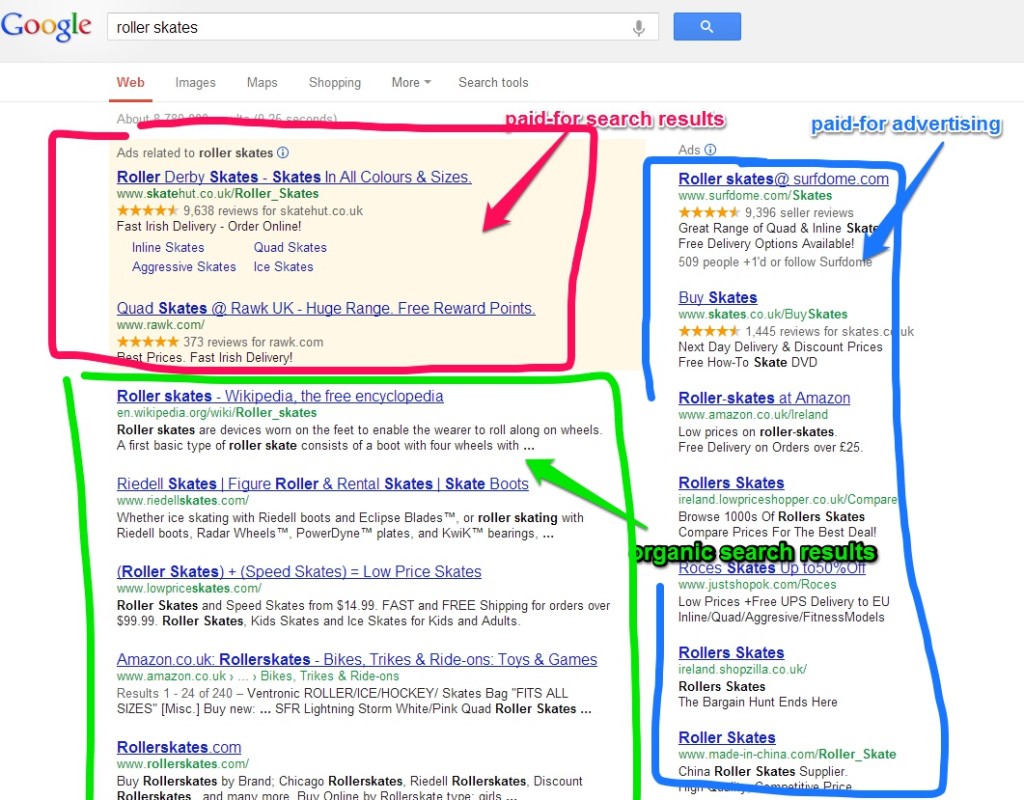 Google
roller skates
Web Images Maps Shopping More Search tools
About 8,780,000 results (0.25 seconds)
paid-for search results
paid-for advertising
Ads related to roller skates
Roller Derby Skates - Skates In All Colours & Sizes.
www.skatehut.co.uk/Roller_Skates
9,638 reviews for skatehut.co.uk
Fast Irish Delivery - Order Online!
Inline Skates Quad Skates
Aggressive Skates Ice Skates
Quad Skates @ Rawk UK - Huge Range. Free Reward Points.
www.rawk.com/
373 reviews for rawk.com
Best Prices. Fast Irish Delivery!
Roller skates - Wikipedia, the free encyclopedia
en.wikipedia.org/wiki/Roller_skates
Roller skates are devices worn on the feet to enable the wearer to roll along on wheels.
A first basic type of roller skate consists of a boot with four wheels with ...
Riedell Skates | Figure Roller & Rental Skates | Skate Boots
www.riedellskates.com/
Whether ice skating with Riedell boots and Eclipse Blades™, or roller skating with
Riedell boots, Radar Wheels™, PowerDyne™ plates, and KwiK™ bearings, ...
organic search results
(Roller Skates) + (Speed Skates) = Low Price Skates
www.lowpriceskates.com/
Roller Skates and Speed Skates from $14.99. FAST and FREE Shipping for orders over
$99.99. Roller Skates, Kids Skates and Ice Skates for Kids and Adults.
Amazon.co.uk: Rollerskates - Bikes, Trikes & Ride-ons: Toys & Games
www.amazon.co.uk › ... › Bikes, Trikes & Ride-ons
Results 1 - 24 of 240 – Ventronic ROLLER/ICE/HOCKEY/ Skates Bag "FITS ALL
SIZES" [Misc.] Buy new: ... SFR Lightning Storm White/Pink Quad Roller Skates ...
Rollerskates.com
www.rollerskates.com/
Buy Rollerskates by Brand; Chicago Rollerskates, Riedell Rollerskates, Discount
Rollerskates, and many more. Buy Online by Rollerskate type: girls ...
Ads
Roller skates@ surfdome.com
www.surfdome.com/Skates
9,396 seller reviews
Great Range of Quad & Inline Skate
Free Delivery Options Available!
509 people +1'd or follow Surfdome
Buy Skates
www.skates.co.uk/BuySkates
1,445 reviews for skates.co.uk
Next Day Delivery & Discount Prices
Free How-To Skate DVD
Roller-skates at Amazon
www.amazon.co.uk/Ireland
Low prices on roller-skates.
Free Delivery on Orders over £25.
Rollers Skates
ireland.lowpriceshopper.co.uk/Compare
Browse 1000s Of Rollers Skates
Compare Prices For The Best Deal!
Roces Skates Up to50%Off
www.justshopok.com/Roces
Low Prices +Free UPS Delivery to EU
Inline/Quad/Aggresive/FitnessModels
Rollers Skates
ireland.shopzilla.co.uk/
Rollers Skates
The Bargain Hunt Ends Here
Roller Skates
www.made-in-china.com/Roller_Skate
China Roller Skates Supplier.
High Quality, Competitive Price